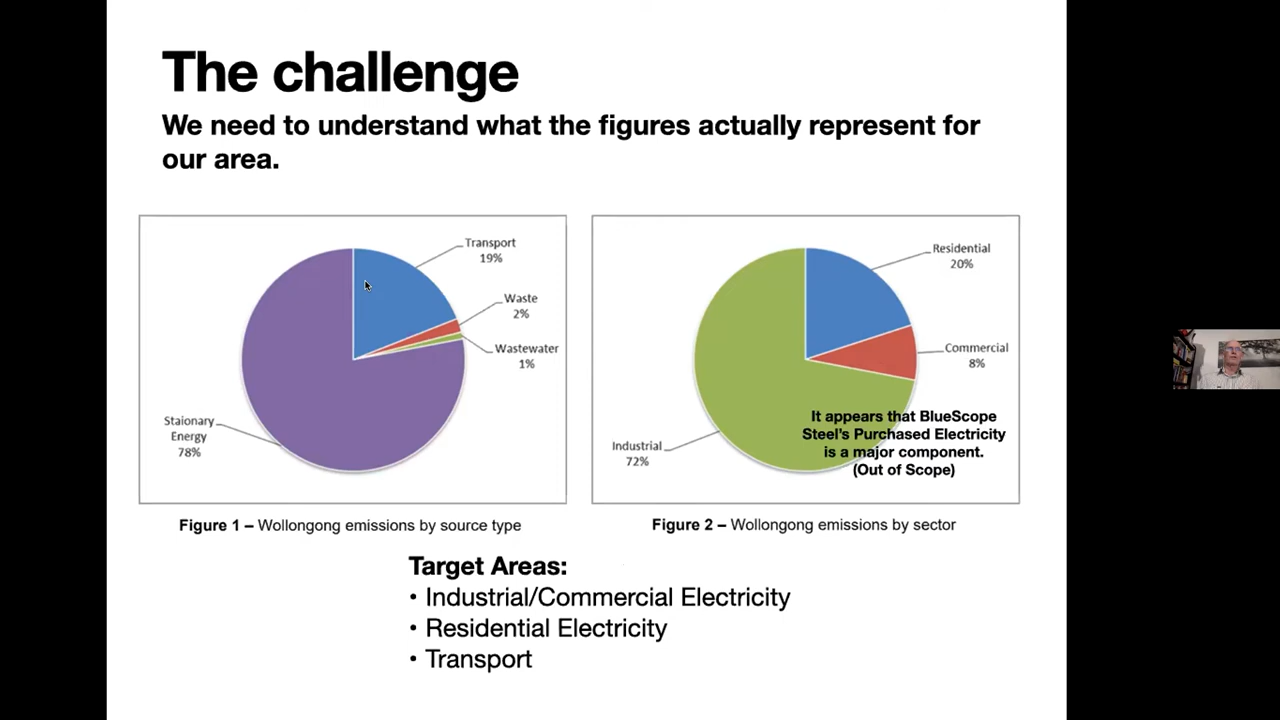 The challenge
We need to understand what the figures actually represent for
our area.
Transport
19%
Waste
2%
Wastewater
1%
Staionary
Energy
78%
Figure 1 – Wollongong emissions by source type
Residential
20%
Commercial
8%
Industrial
72%
It appears that BlueScope
Steel's Purchased Electricity
is a major component.
(Out of Scope)
Figure 2 – Wollongong emissions by sector
Target Areas:
• Industrial/Commercial Electricity
• Residential Electricity
• Transport